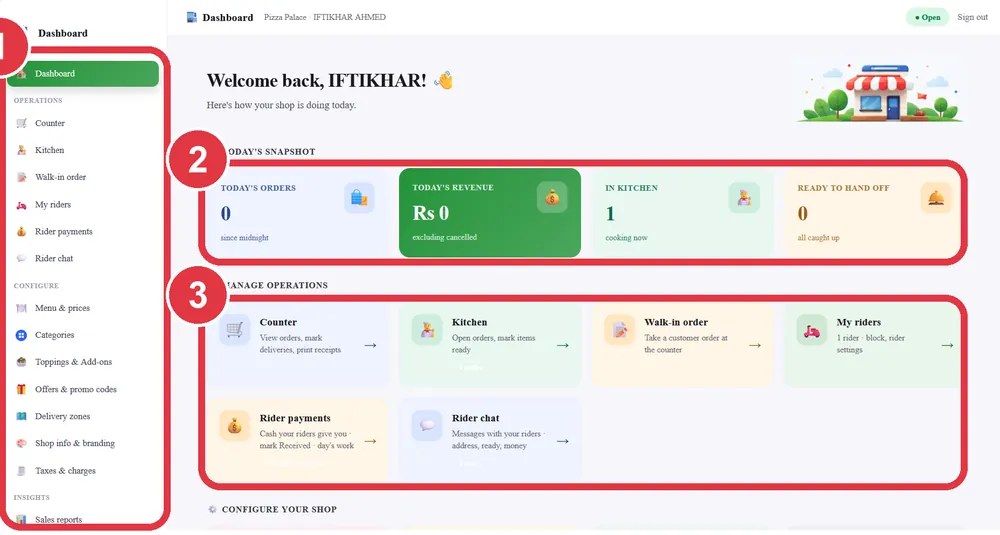 1
Dashboard
Dashboard
OPERATIONS
Counter
Kitchen
Walk-in order
My riders
Rider payments
Rider chat
CONFIGURE
Menu & prices
Categories
Toppings & Add-ons
Offers & promo codes
Delivery zones
Shop info & branding
Taxes & charges
INSIGHTS
Sales reports
Dashboard Pizza Palace · IFTIKHAR AHMED
● Open Sign out
Welcome back, IFTIKHAR!
Here's how your shop is doing today.
2
TODAY'S SNAPSHOT
TODAY'S ORDERS
0
since midnight
TODAY'S REVENUE
Rs 0
excluding cancelled
IN KITCHEN
1
cooking now
READY TO HAND OFF
0
all caught up
3
MANAGE OPERATIONS
Counter
View orders, mark
deliveries, print receipts
→
Kitchen
Open orders, mark items
ready
→
Walk-in order
Take a customer order at
the counter
→
My riders
1 rider · block, rider
settings
→
Rider payments
Cash your riders give you ·
mark Received · day's work
→
Rider chat
Messages with your riders ·
address, ready, money
→
CONFIGURE YOUR SHOP